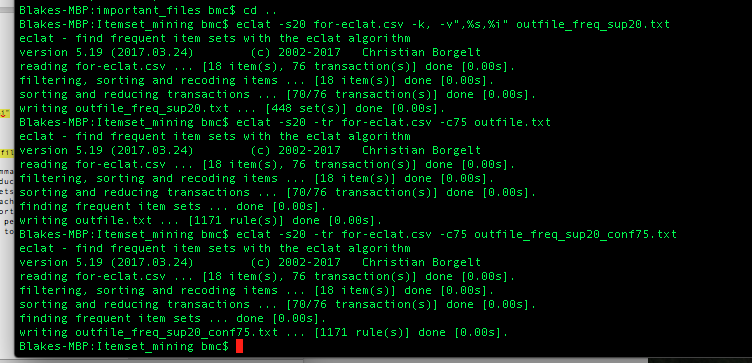 Blakes-MBP:important_files bmc$ cd ..
Blakes-MBP:Itemset_mining bmc$ eclat -s20 for-eclat.csv -k, -v",%s,%i" outfile_freq_sup20.txt
eclat - find frequent item sets with the eclat algorithm
version 5.19 (2017.03.24)        (c) 2002-2017   Christian Borgelt
reading for-eclat.csv ... [18 item(s), 76 transaction(s)] done [0.00s].
filtering, sorting and recoding items ... [18 item(s)] done [0.00s].
sorting and reducing transactions ... [70/76 transaction(s)] done [0.00s].
writing outfile_freq_sup20.txt ... [448 set(s)] done [0.00s].
Blakes-MBP:Itemset_mining bmc$ eclat -s20 -tr for-eclat.csv -c75 outfile.txt
eclat - find frequent item sets with the eclat algorithm
version 5.19 (2017.03.24)        (c) 2002-2017   Christian Borgelt
reading for-eclat.csv ... [18 item(s), 76 transaction(s)] done [0.00s].
filtering, sorting and recoding items ... [18 item(s)] done [0.00s].
sorting and reducing transactions ... [70/76 transaction(s)] done [0.00s].
finding frequent item sets ... done [0.00s].
writing outfile.txt ... [1171 rule(s)] done [0.00s].
Blakes-MBP:Itemset_mining bmc$ eclat -s20 -tr for-eclat.csv -c75 outfile_freq_sup20_conf75.txt
eclat - find frequent item sets with the eclat algorithm
version 5.19 (2017.03.24)        (c) 2002-2017   Christian Borgelt
reading for-eclat.csv ... [18 item(s), 76 transaction(s)] done [0.00s].
filtering, sorting and recoding items ... [18 item(s)] done [0.00s].
sorting and reducing transactions ... [70/76 transaction(s)] done [0.00s].
finding frequent item sets ... done [0.00s].
writing outfile_freq_sup20_conf75.txt ... [1171 rule(s)] done [0.00s].
Blakes-MBP:Itemset_mining bmc$